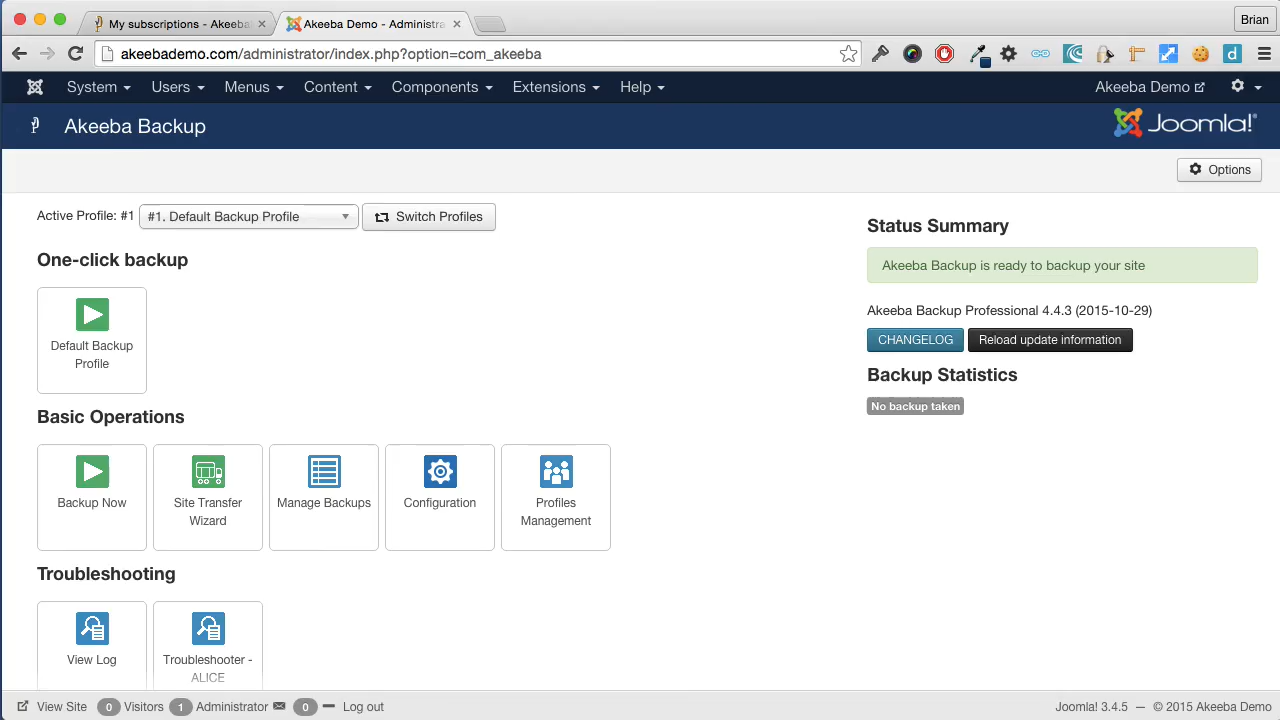 My subscriptions - Akeeba
Akeeba Demo - Administra
Brian
akeebademo.com/administrator/index.php?option=com_akeeba
System Users Menus Content Components Extensions Help Akeeba Demo
Akeeba Backup
Joomla!
Options
Active Profile: #1 #1. Default Backup Profile Switch Profiles
Status Summary
Akeeba Backup is ready to backup your site
Akeeba Backup Professional 4.4.3 (2015-10-29)
CHANGELOG Reload update information
Backup Statistics
No backup taken
One-click backup
Default Backup
Profile
Basic Operations
Backup Now
Site Transfer
Wizard
Manage Backups
Configuration
Profiles
Management
Troubleshooting
View Log
Troubleshooter -
ALICE
View Site 0 Visitors 1 Administrator 0 Log out Joomla! 3.4.5 — © 2015 Akeeba Demo